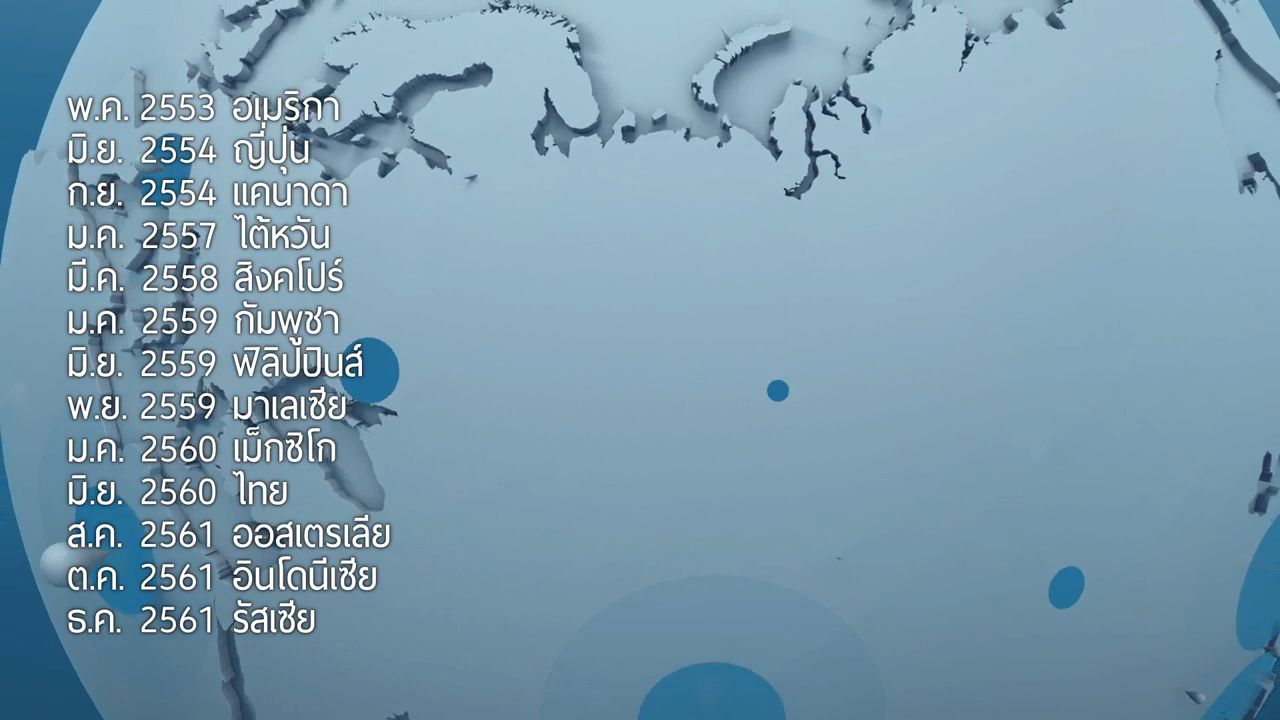 พ.ค. 2553 อเมริกา
มิ.ย. 2554 ญี่ปุ่น
ก.ย. 2554 แคนาดา
ม.ค. 2557 ไต้หวัน
มี.ค. 2558 สิงคโปร์
ม.ค. 2559 กัมพูชา
มิ.ย. 2559 ฟิลิปปินส์
พ.ย. 2559 มาเลเซีย
ม.ค. 2560 เม็กซิโก
มิ.ย. 2560 ไทย
ส.ค. 2561 ออสเตรเลีย
ต.ค. 2561 อินโดนีเซีย
ธ.ค. 2561 รัสเซีย